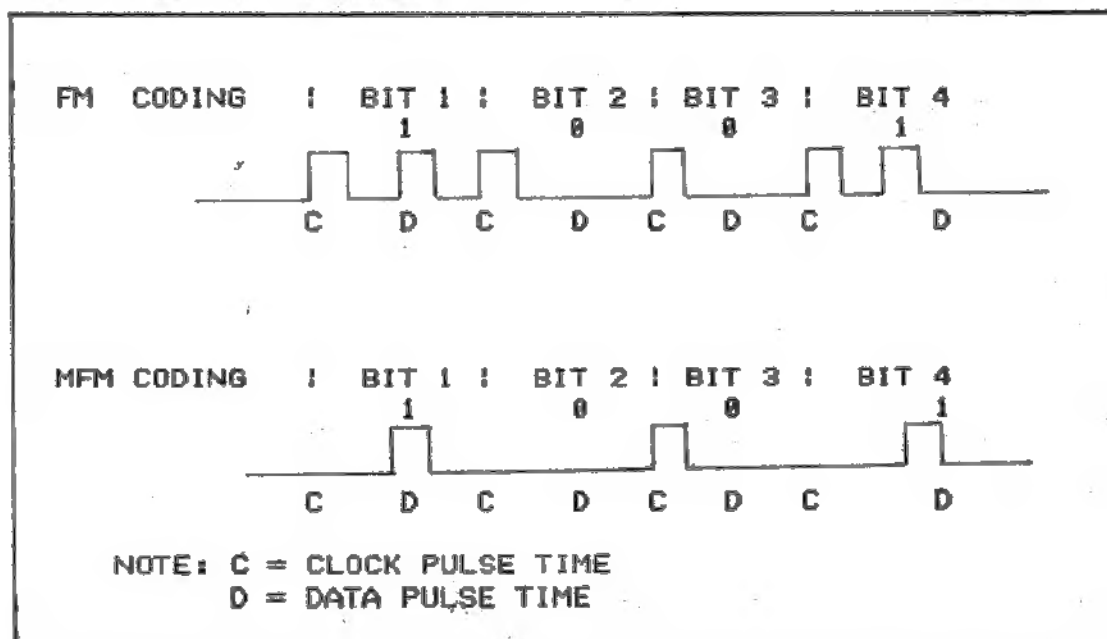 FM CODING ¦ BIT 1 ¦ BIT 2 ¦ BIT 3 ¦ BIT 4
1 0 0 1
C D C D C D C D
MFM CODING ¦ BIT 1 ¦ BIT 2 ¦ BIT 3 ¦ BIT 4
1 0 0 1
C D C D C D C D
NOTE: C = CLOCK PULSE TIME
D = DATA PULSE TIME